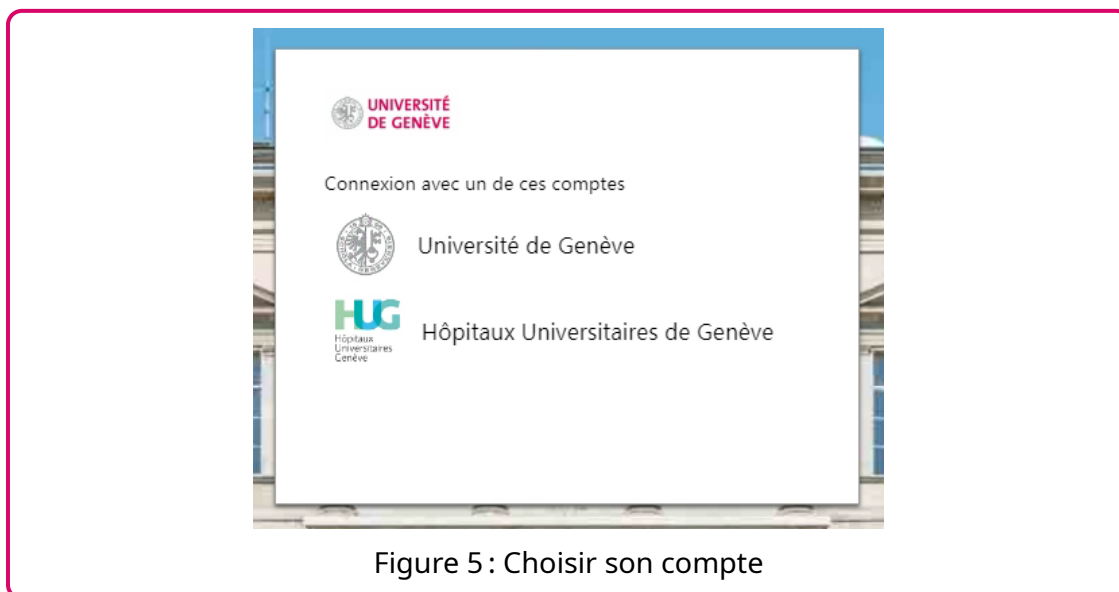 UNIVERSITÉ
DE GENÈVE
Connexion avec un de ces comptes
Université de Genève
HUG
Hôpitaux
Universitaires
Genève
Hôpitaux Universitaires de Genève
Figure 5 : Choisir son compte